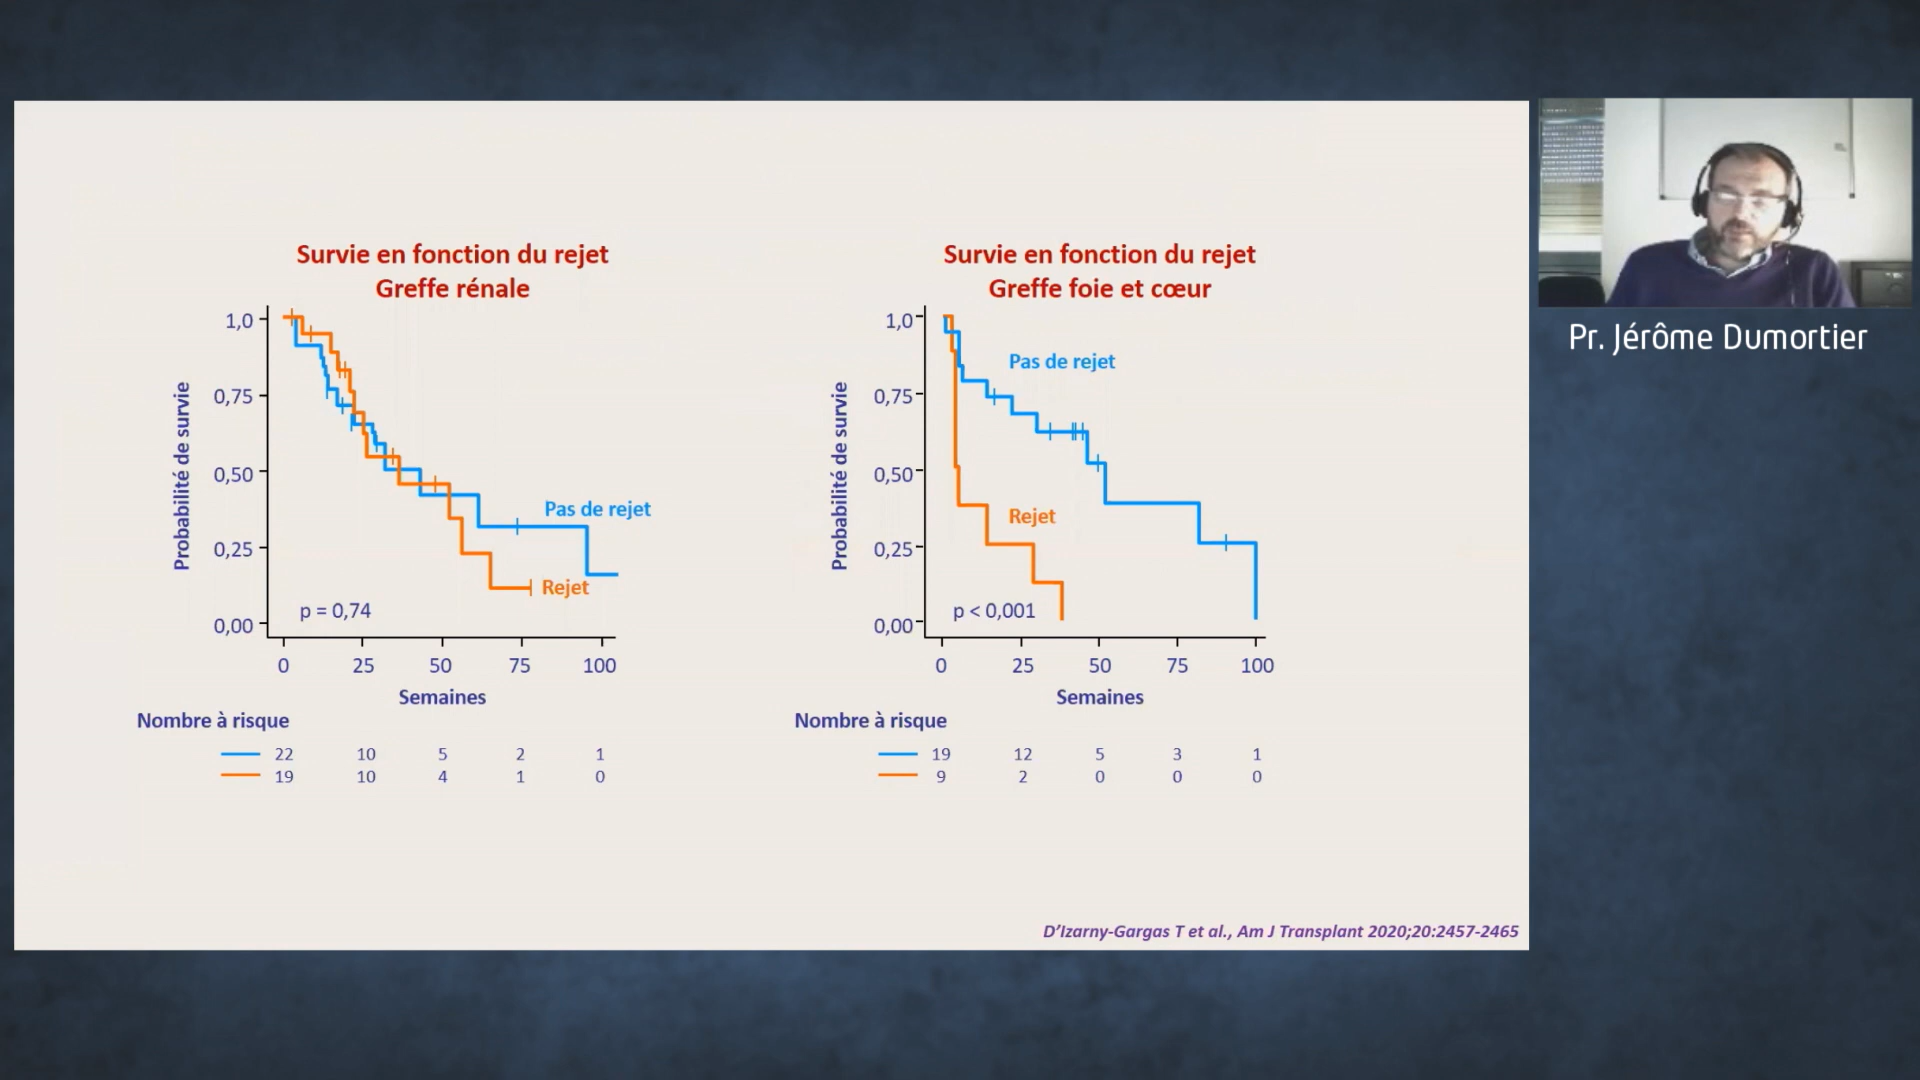 Survie en fonction du rejet
Greffe rénale
1,0
0,75
0,50
0,25
0,00
Probabilité de survie
Pas de rejet
Rejet
p = 0,74
0 25 50 75 100
Semaines
Nombre à risque
22 10 5 2 1
19 10 4 1 0
Survie en fonction du rejet
Greffe foie et cœur
1,0
0,75
0,50
0,25
0,00
Probabilité de survie
Pas de rejet
Rejet
p < 0,001
0 25 50 75 100
Semaines
Nombre à risque
19 12 5 3 1
9 2 0 0 0
D’Izarny-Gargas T et al., Am J Transplant 2020;20:2457-2465
Pr. Jérôme Dumortier